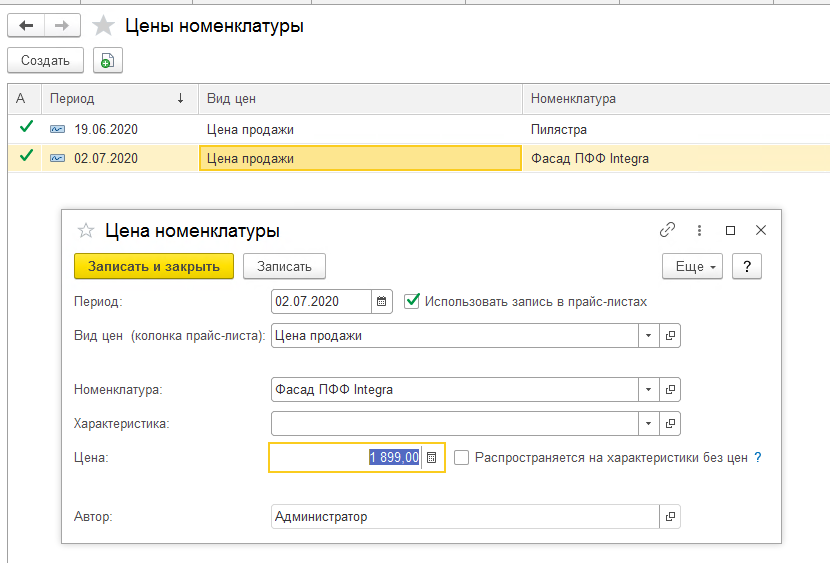 Цены номенклатуры
Создать
А Период ↓ Вид цен Номенклатура
19.06.2020 Цена продажи Пилястра
02.07.2020 Цена продажи Фасад ПФФ Integra
Цена номенклатуры
Записать и закрыть Записать Еще ?
Период: 02.07.2020 Использовать запись в прайс-листах
Вид цен (колонка прайс-листа): Цена продажи
Номенклатура: Фасад ПФФ Integra
Характеристика:
Цена: 1 899,00 Распространяется на характеристики без цен ?
Автор: Администратор